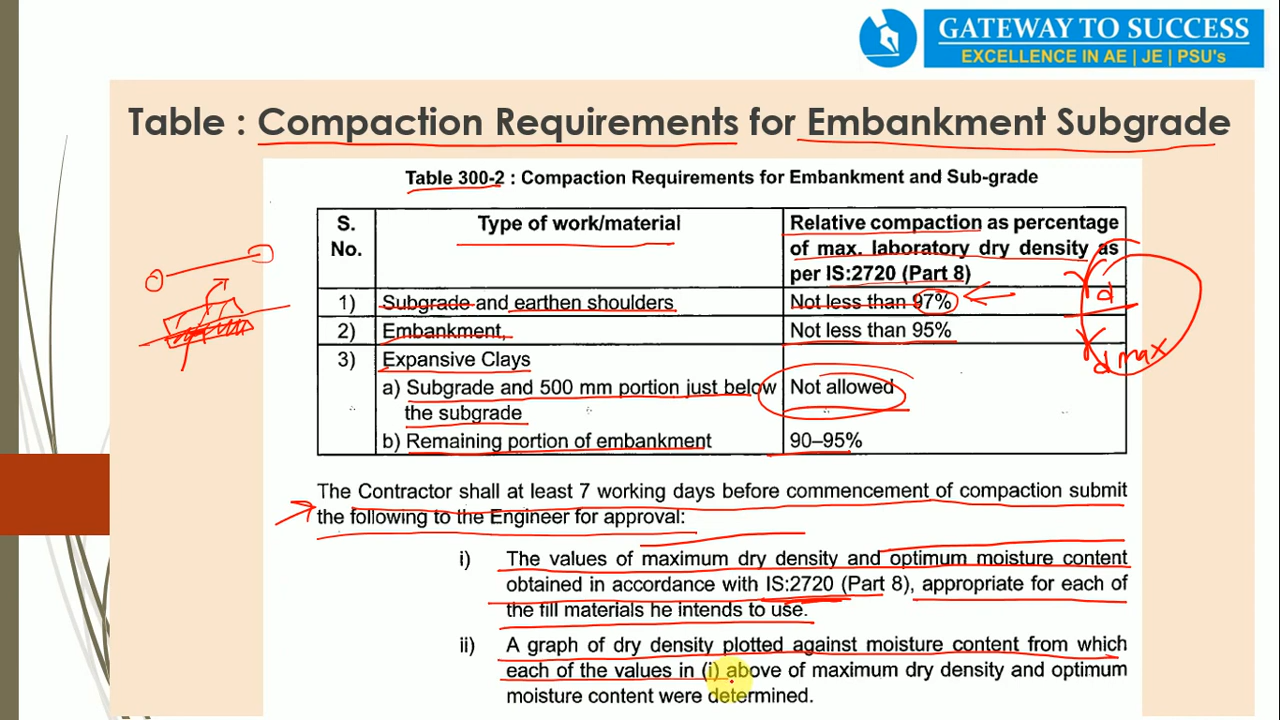 GATEWAY TO SUCCESS
EXCELLENCE IN AE | JE | PSU's
Table : Compaction Requirements for Embankment Subgrade
Table 300-2 : Compaction Requirements for Embankment and Sub-grade
S. No. Type of work/material Relative compaction as percentage of max. laboratory dry density as per IS:2720 (Part 8)
1) Subgrade and earthen shoulders Not less than 97%
2) Embankment, Not less than 95%
3) Expansive Clays
a) Subgrade and 500 mm portion just below Not allowed
the subgrade
b) Remaining portion of embankment 90–95%
d
d max
The Contractor shall at least 7 working days before commencement of compaction submit
the following to the Engineer for approval:
i) The values of maximum dry density and optimum moisture content
obtained in accordance with IS:2720 (Part 8), appropriate for each of
the fill materials he intends to use.
ii) A graph of dry density plotted against moisture content from which
each of the values in (i) above of maximum dry density and optimum
moisture content were determined.